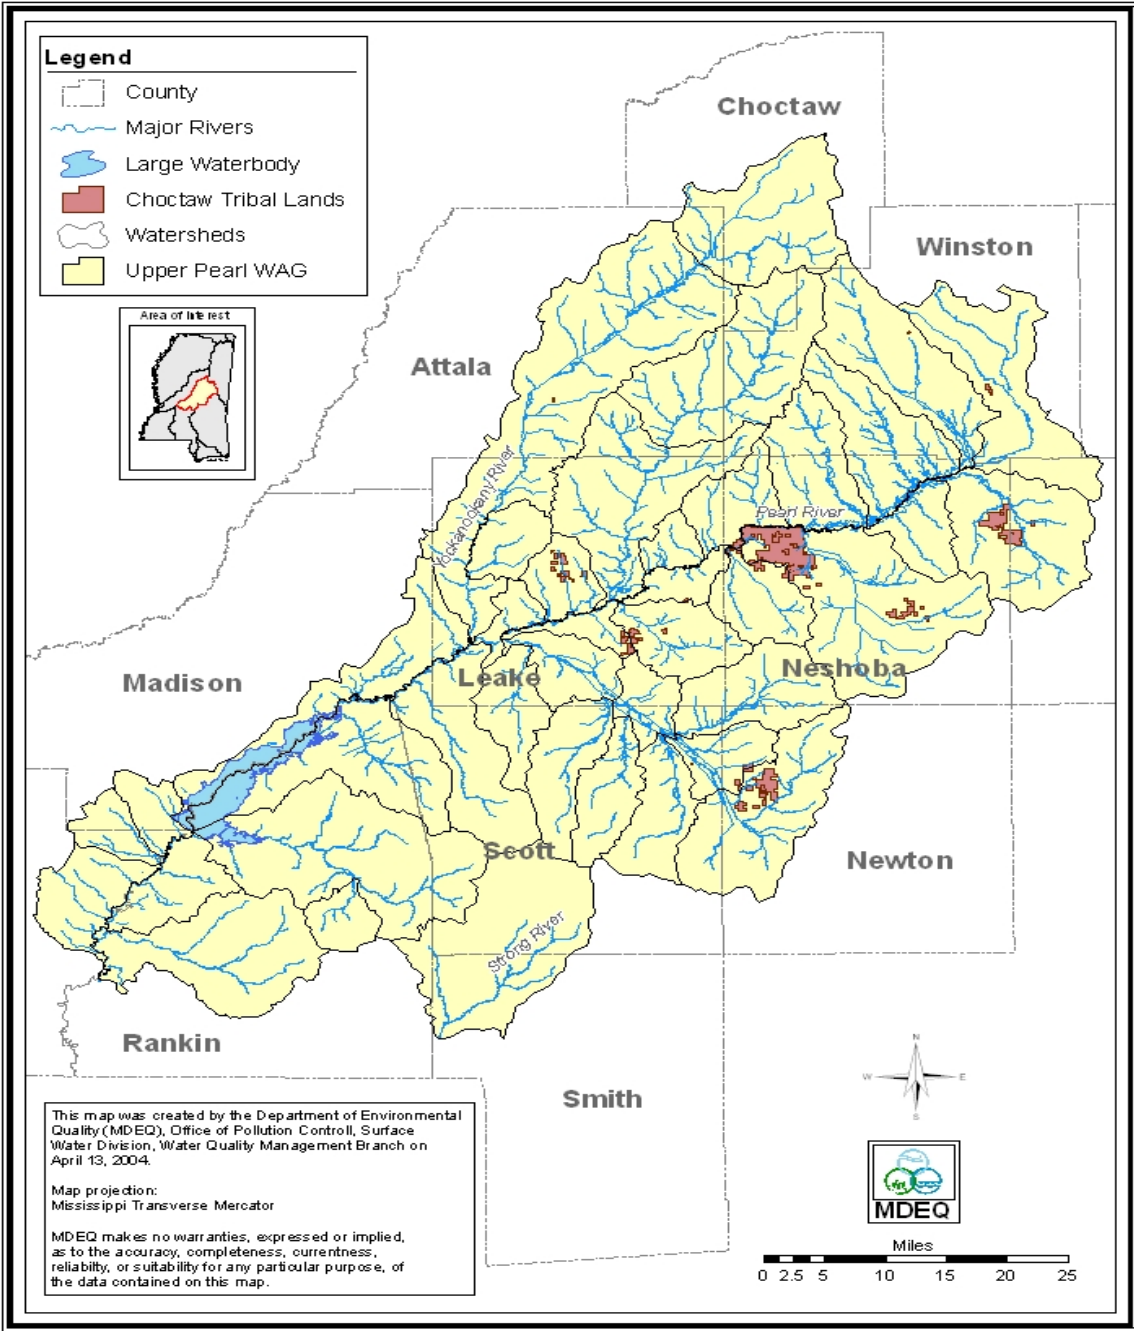 Legend
County
Major Rivers
Large Waterbody
Choctaw Tribal Lands
Watersheds
Upper Pearl WAG
Area of Interest
Choctaw
Winston
Attala
Yockanookany River
Pearl River
Madison
Leake
Neshoba
Scott
Newton
Strong River
Rankin
Smith
N
W
E
S
This map was created by the Department of Environmental
Quality (MDEQ), Office of Pollution Controll, Surface
Water Division, Water Quality Management Branch on
April 13, 2004.
Map projection:
Mississippi Transverse Mercator
MDEQ makes no warranties, expressed or implied,
as to the accuracy, completeness, currentness,
reliabilty, or suitability for any particular purpose, of
the data contained on this map.
MDEQ
Miles
0 2.5 5 10 15 20 25